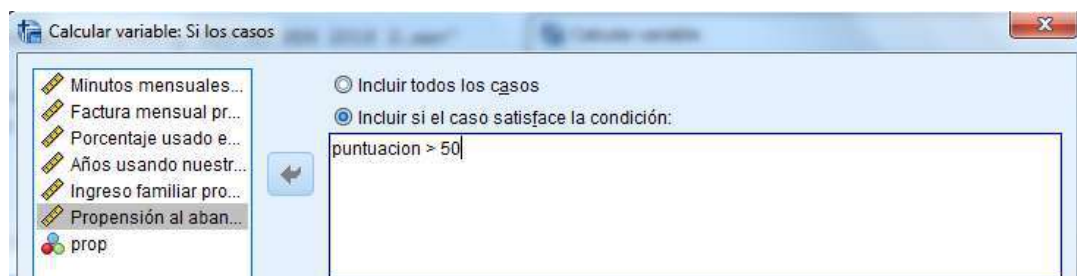 Calcular variable: Si los casos
Minutos mensuales...
Factura mensual pr...
Porcentaje usado e...
Años usando nuestr...
Ingreso familiar pro...
Propensión al aban...
prop
Incluir todos los casos
Incluir si el caso satisface la condición:
puntuacion > 50